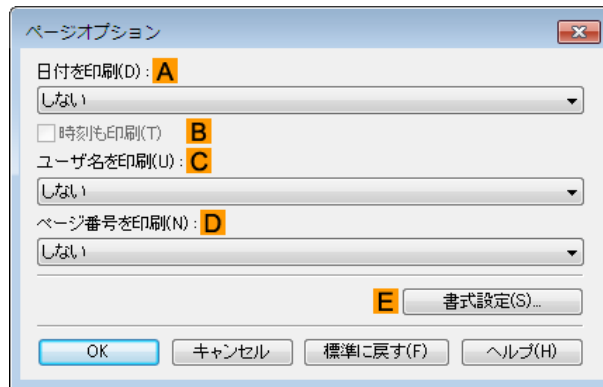 ページオプション
日付を印刷(D) : A
しない
時刻も印刷(T) B
ユーザ名を印刷(U) : C
しない
ページ番号を印刷(N) : D
しない
E 書式設定(S)...
OK キャンセル 標準に戻す(F) ヘルプ(H)